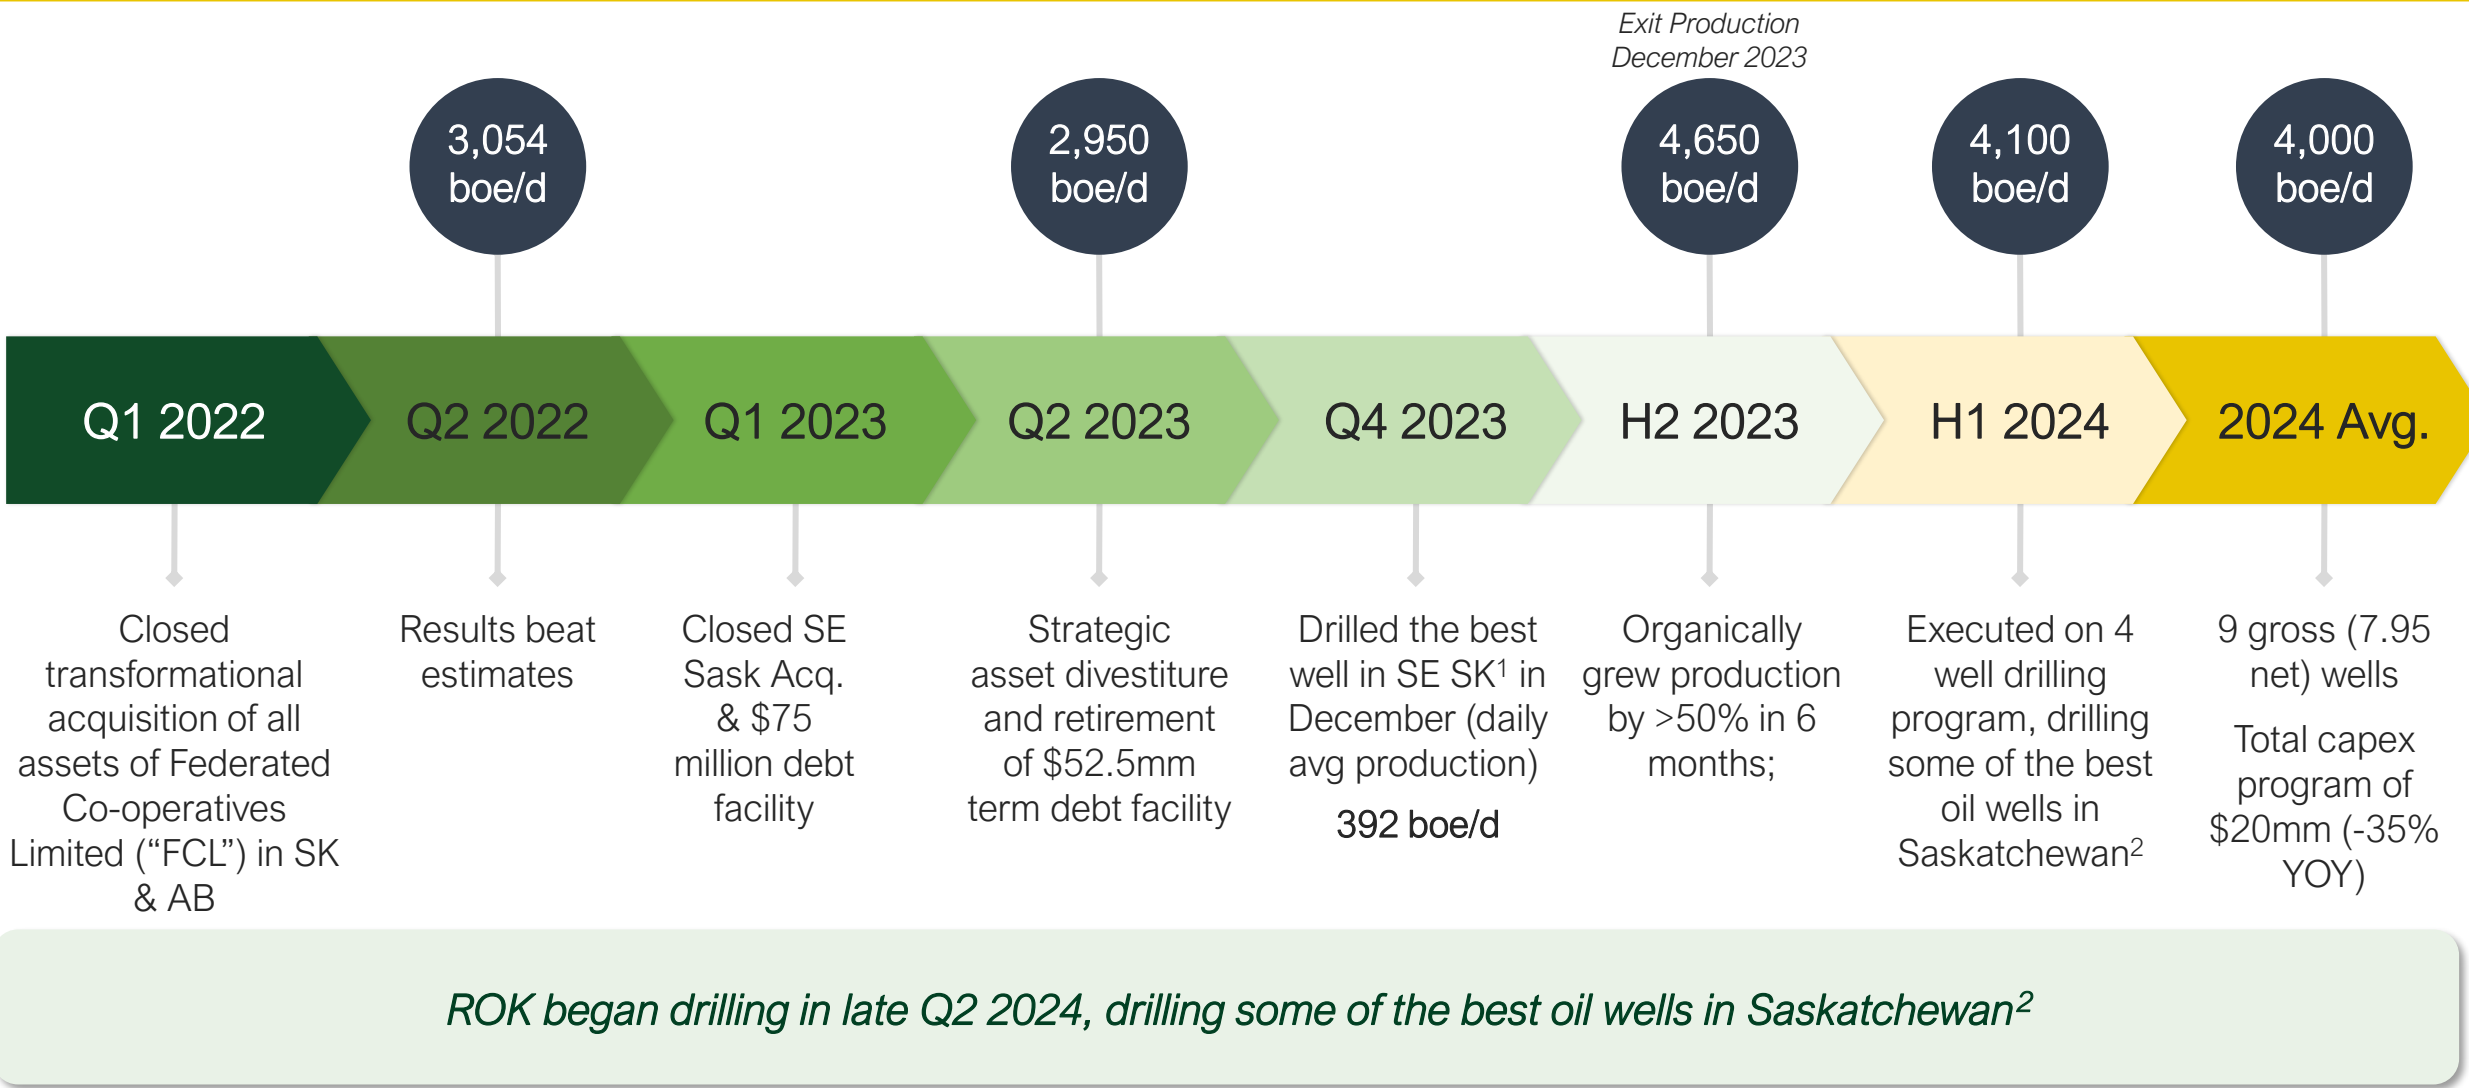 Exit Production
December 2023
3,054
boe/d
2,950
boe/d
4,650
boe/d
4,100
boe/d
4,000
boe/d
Q1 2022
Q2 2022
Q1 2023
Q2 2023
Q4 2023
H2 2023
H1 2024
2024 Avg.
Closed
transformational
acquisition of all
assets of Federated
Co-operatives
Limited (“FCL”) in SK
& AB
Results beat
estimates
Closed SE
Sask Acq.
& $75
million debt
facility
Strategic
asset divestiture
and retirement
of $52.5mm
term debt facility
Drilled the best
well in SE SK¹ in
December (daily
avg production)
392 boe/d
Organically
grew production
by >50% in 6
months;
Executed on 4
well drilling
program, drilling
some of the best
oil wells in
Saskatchewan²
9 gross (7.95
net) wells
Total capex
program of
$20mm (-35%
YOY)
ROK began drilling in late Q2 2024, drilling some of the best oil wells in Saskatchewan²